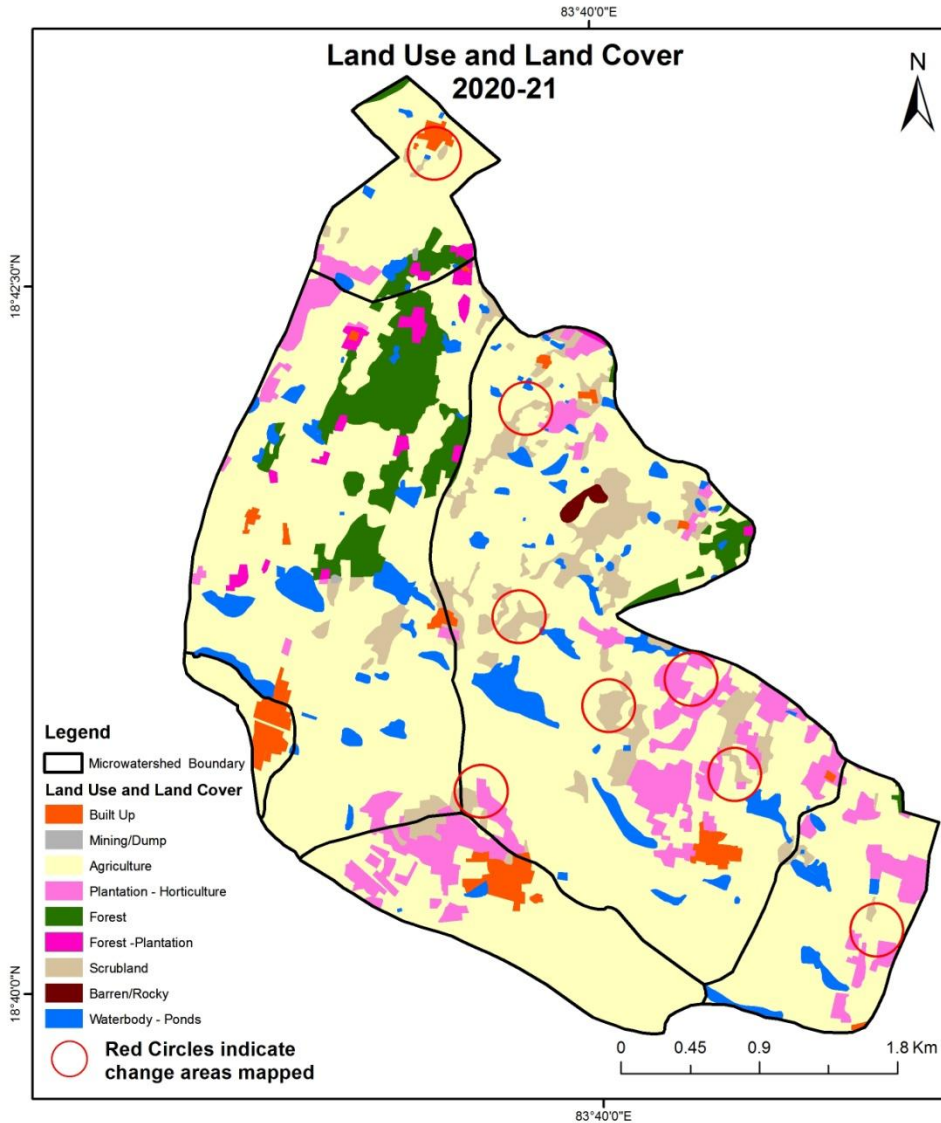 83°40'0"E
Land Use and Land Cover
2020-21
N
18°42'30"N
Legend
Microwatershed Boundary
Land Use and Land Cover
Built Up
Mining/Dump
Agriculture
Plantation - Horticulture
Forest
Forest -Plantation
Scrubland
Barren/Rocky
Waterbody - Ponds
Red Circles indicate
change areas mapped
18°40'0"N
0 0.45 0.9 1.8 Km
83°40'0"E